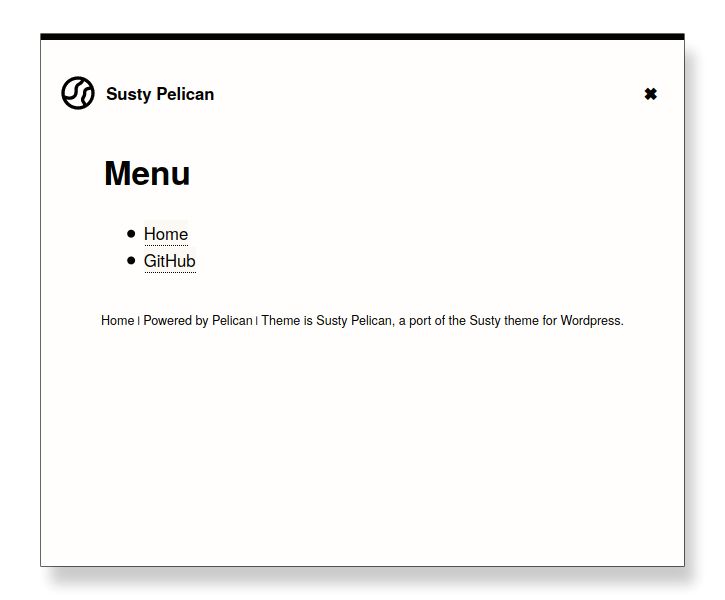 Susty Pelican ✖
Menu
Home
GitHub
Home | Powered by Pelican | Theme is Susty Pelican, a port of the Susty theme for Wordpress.